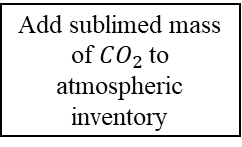 Add sublimed mass
of CO₂ to
atmospheric
inventory